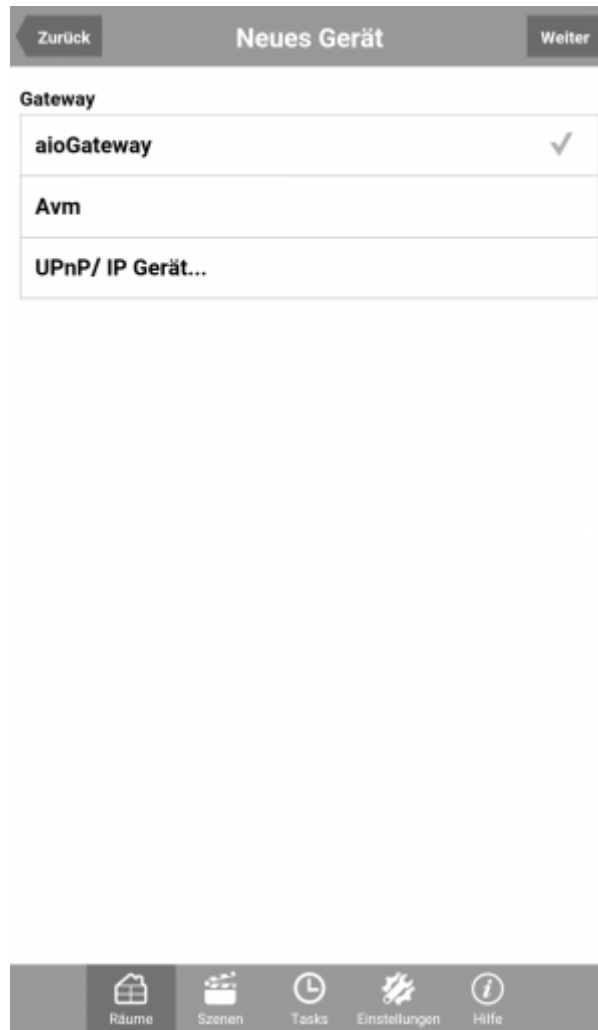 Zurück Neues Gerät Weiter
Gateway
aioGateway
Avm
UPnP/ IP Gerät...
Räume Szenen Tasks Einstellungen Hilfe